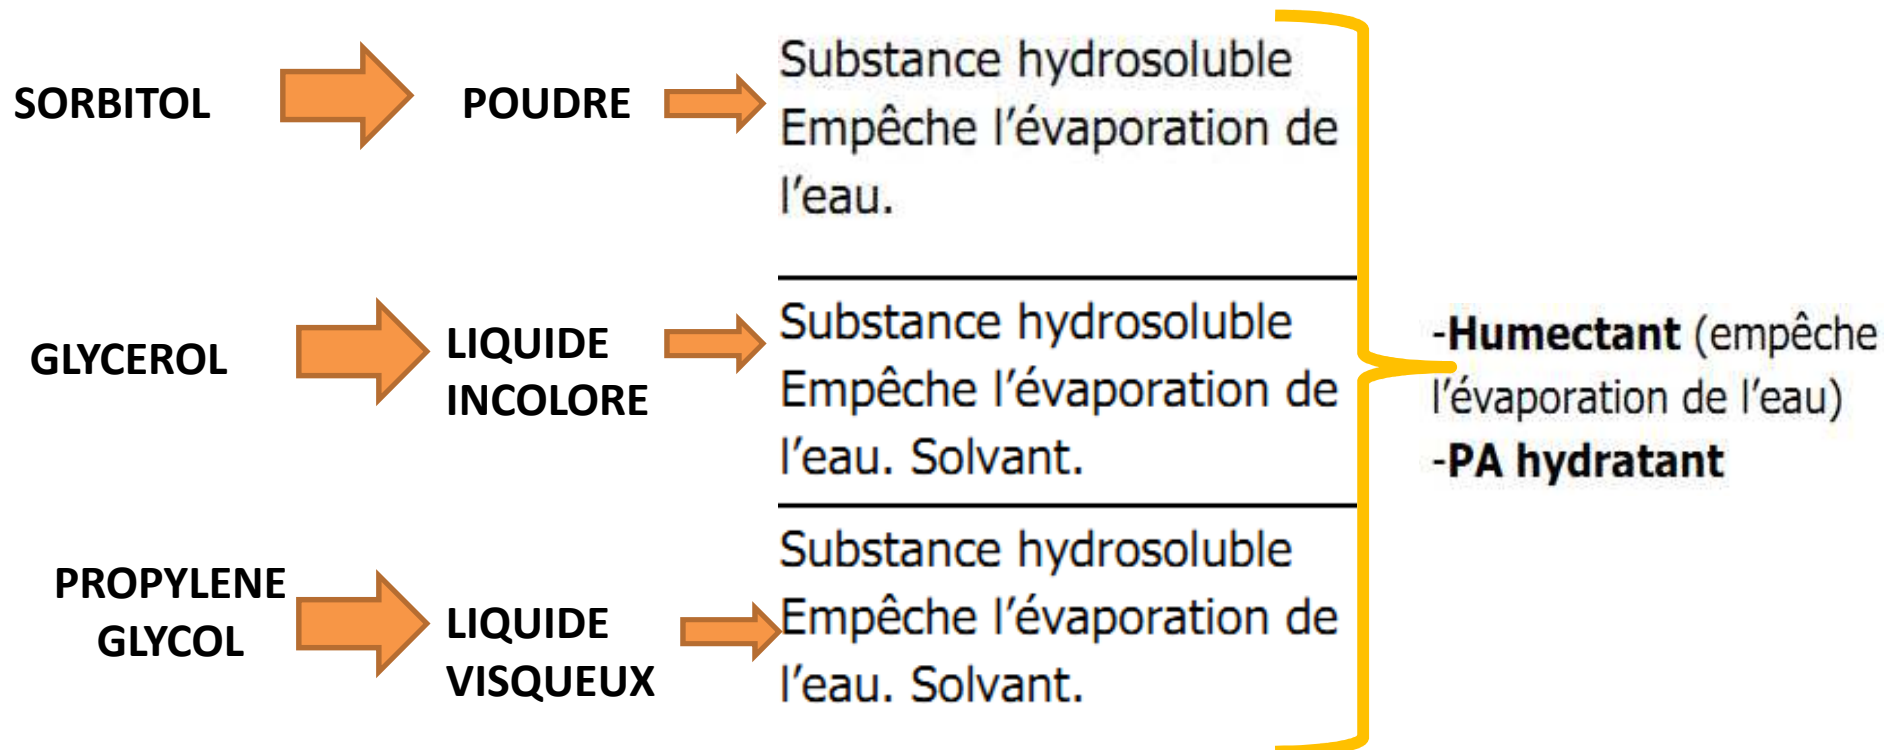 SORBITOL
POUDRE
Substance hydrosoluble
Empêche l’évaporation de
l’eau.
GLYCEROL
LIQUIDE
INCOLORE
Substance hydrosoluble
Empêche l’évaporation de
l’eau. Solvant.
PROPYLENE
GLYCOL
LIQUIDE
VISQUEUX
Substance hydrosoluble
Empêche l’évaporation de
l’eau. Solvant.
-Humectant (empêche
l’évaporation de l’eau)
-PA hydratant